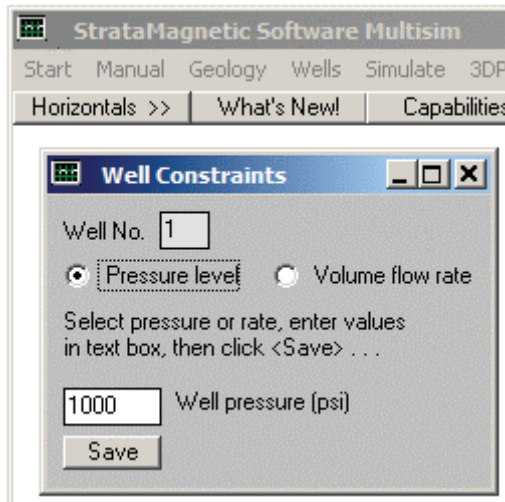 StrataMagnetic Software Multisim
Start Manual Geology Wells Simulate 3DP
Horizontals >> What's New! Capabilities
Well Constraints
Well No. 1
Pressure level Volume flow rate
Select pressure or rate, enter values
in text box, then click <Save> . . .
1000 Well pressure (psi)
Save